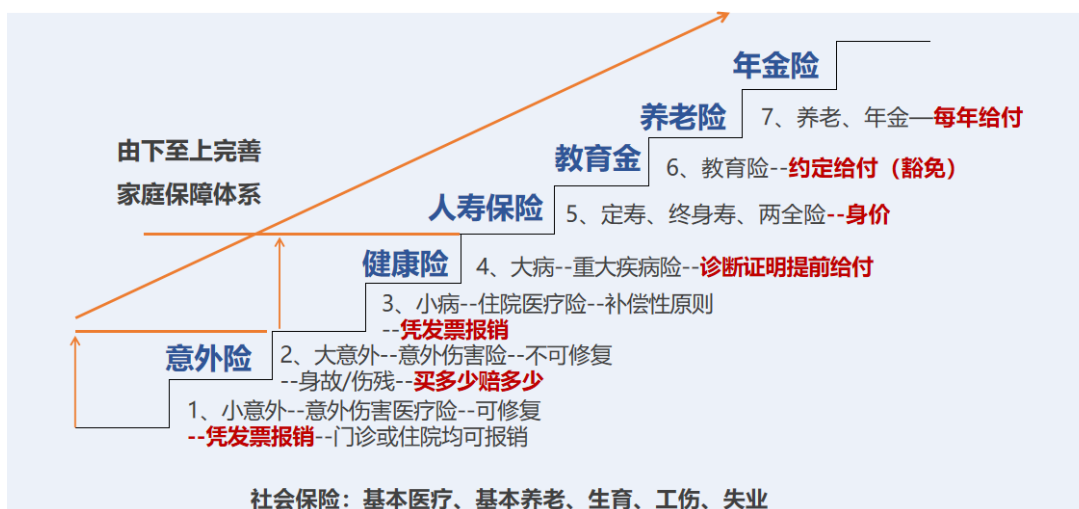 年金险
养老险
7、养老、年金—每年给付
由下至上完善
家庭保障体系
教育金
6、教育险--约定给付（豁免）
人寿保险
5、定寿、终身寿、两全险--身价
健康险
4、大病--重大疾病险--诊断证明提前给付
3、小病--住院医疗险--补偿性原则
--凭发票报销
意外险
2、大意外--意外伤害险--不可修复
--身故/伤残--买多少赔多少
1、小意外--意外伤害医疗险--可修复
--凭发票报销--门诊或住院均可报销
社会保险：基本医疗、基本养老、生育、工伤、失业